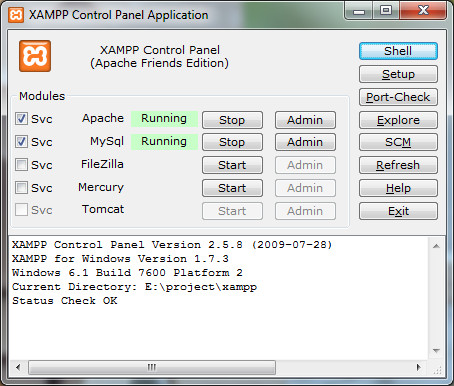 XAMPP Control Panel Application
XAMPP Control Panel
(Apache Friends Edition)
Shell
Setup
Port-Check
Modules
Svc Apache Running Stop Admin Explore
Svc MySql Running Stop Admin SCM
Svc FileZilla Start Admin Refresh
Svc Mercury Start Admin Help
Svc Tomcat Start Admin Exit
XAMPP Control Panel Version 2.5.8 (2009-07-28)
XAMPP for Windows Version 1.7.3
Windows 6.1 Build 7600 Platform 2
Current Directory: E:\project\xampp
Status Check OK